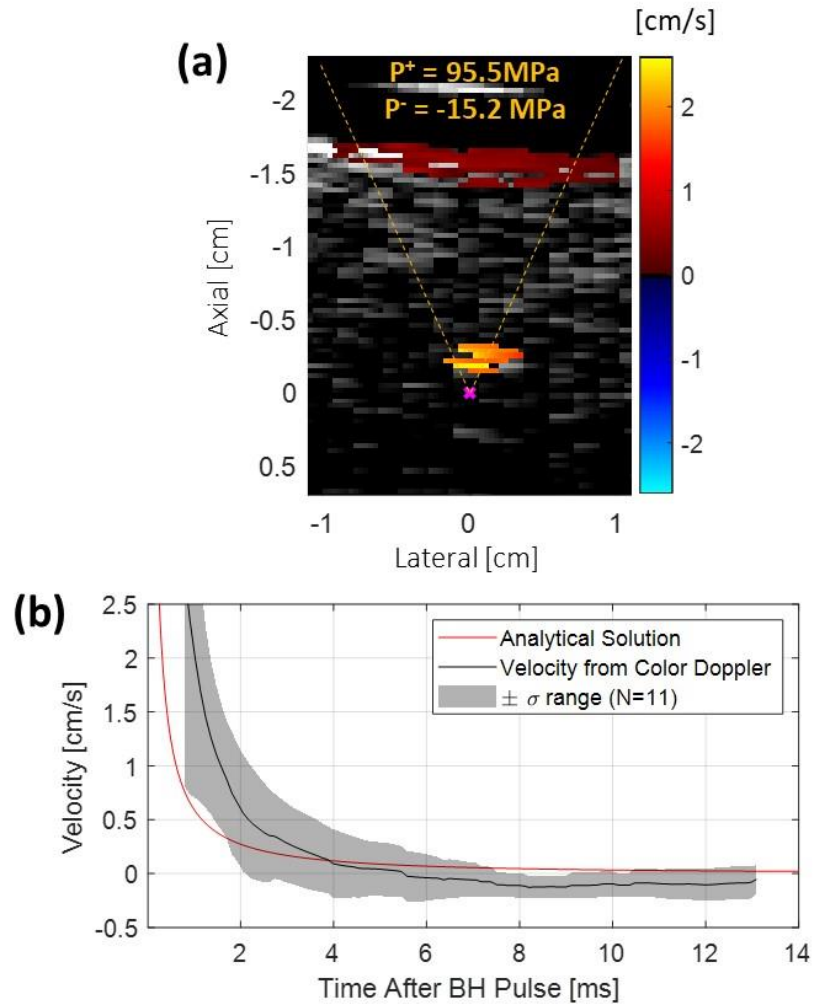 [cm/s]
(a)
P+ = 95.5MPa
P- = -15.2 MPa
-2
-1.5
-1
-0.5
0
0.5
Axial [cm]
-1 0 1
Lateral [cm]
2
1
0
-1
-2
(b)
2.5
2
1.5
1
0.5
0
-0.5
Velocity [cm/s]
Analytical Solution
Velocity from Color Doppler
± σ range (N=11)
2 4 6 8 10 12 14
Time After BH Pulse [ms]